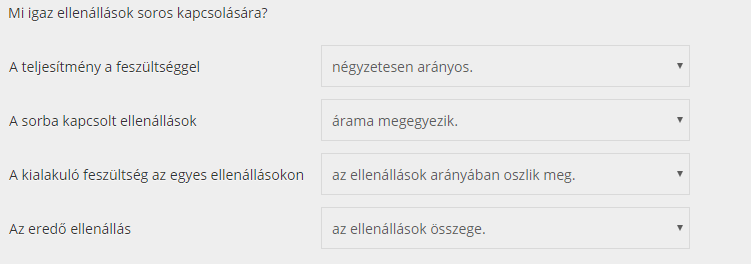 Mi igaz ellenállások soros kapcsolására?
A teljesítmény a feszültséggel négyzetesen arányos.
A sorba kapcsolt ellenállások árama megegyezik.
A kialakuló feszültség az egyes ellenállásokon az ellenállások arányában oszlik meg.
Az eredő ellenállás az ellenállások összege.